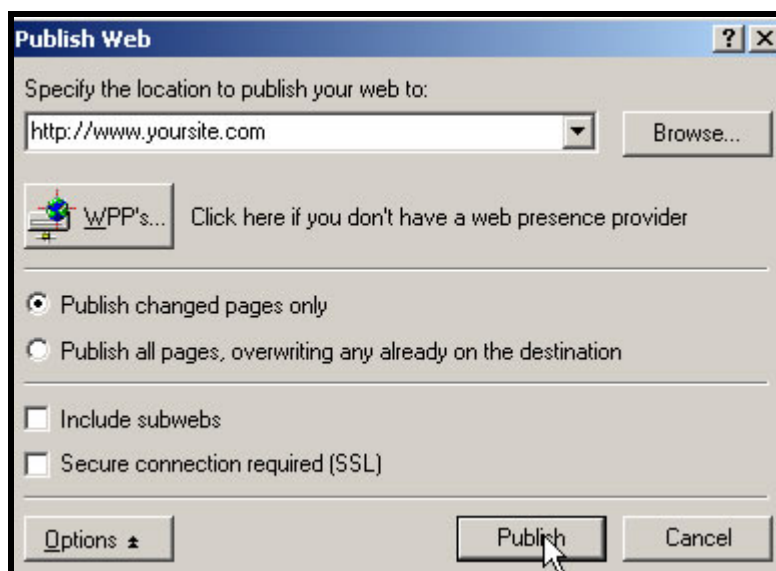 Publish Web
Specify the location to publish your web to:
http://www.yoursite.com
Browse...
WPP's...
Click here if you don't have a web presence provider
Publish changed pages only
Publish all pages, overwriting any already on the destination
Include subwebs
Secure connection required (SSL)
Options
Publish
Cancel